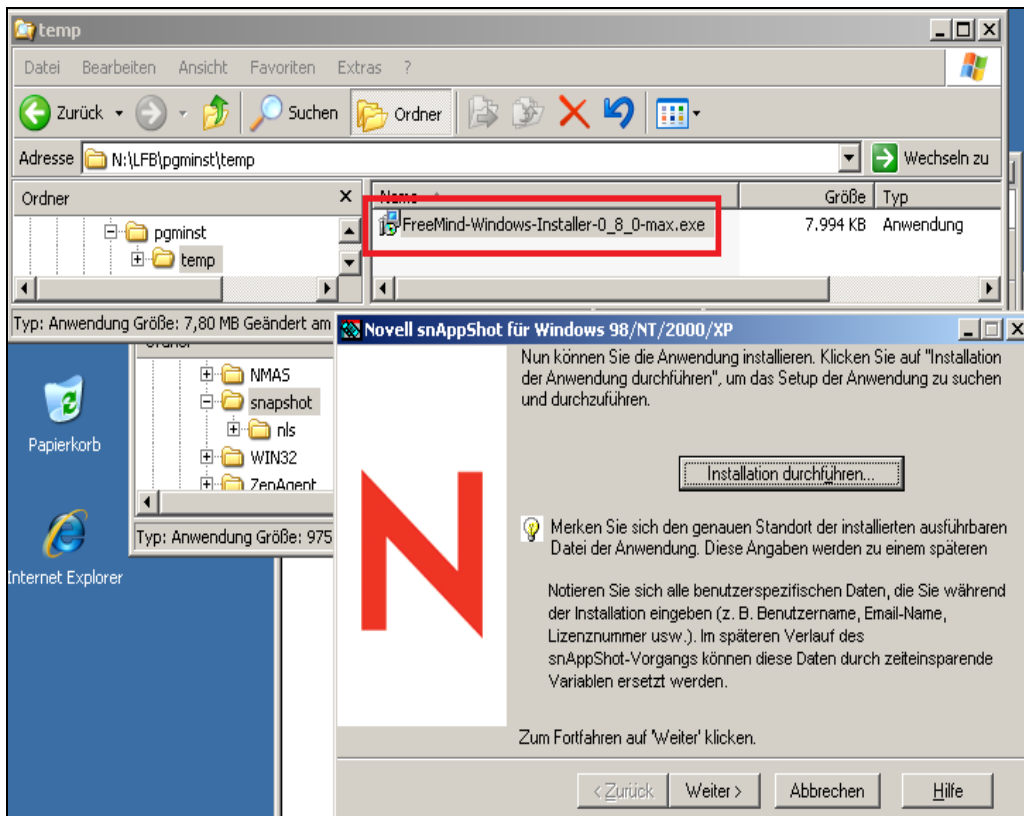 temp
Datei Bearbeiten Ansicht Favoriten Extras ?
Zurück Suchen Ordner
Adresse N:\LFB\pgminst\temp Wechseln zu
Ordner X Name Größe Typ
pgminst
temp
FreeMind-Windows-Installer-0_8_0-max.exe 7.994 KB Anwendung
Typ: Anwendung Größe: 7,80 MB Geändert am
Novell snAppShot für Windows 98/NT/2000/XP
Nun können Sie die Anwendung installieren. Klicken Sie auf "Installation
der Anwendung durchführen", um das Setup der Anwendung zu suchen
und durchzuführen.
Installation durchführen...
Merken Sie sich den genauen Standort der installierten ausführbaren
Datei der Anwendung. Diese Angaben werden zu einem späteren
Notieren Sie sich alle benutzerspezifischen Daten, die Sie während
der Installation eingeben (z. B. Benutzername, Email-Name,
Lizenznummer usw.). Im späteren Verlauf des
snAppShot-Vorgangs können diese Daten durch zeiteinsparende
Variablen ersetzt werden.
Zum Fortfahren auf 'Weiter' klicken.
< Zurück Weiter > Abbrechen Hilfe
N
NMAS
snapshot
nls
WIN32
ZenAgent
Typ: Anwendung Größe: 975
Papierkorb
Internet Explorer